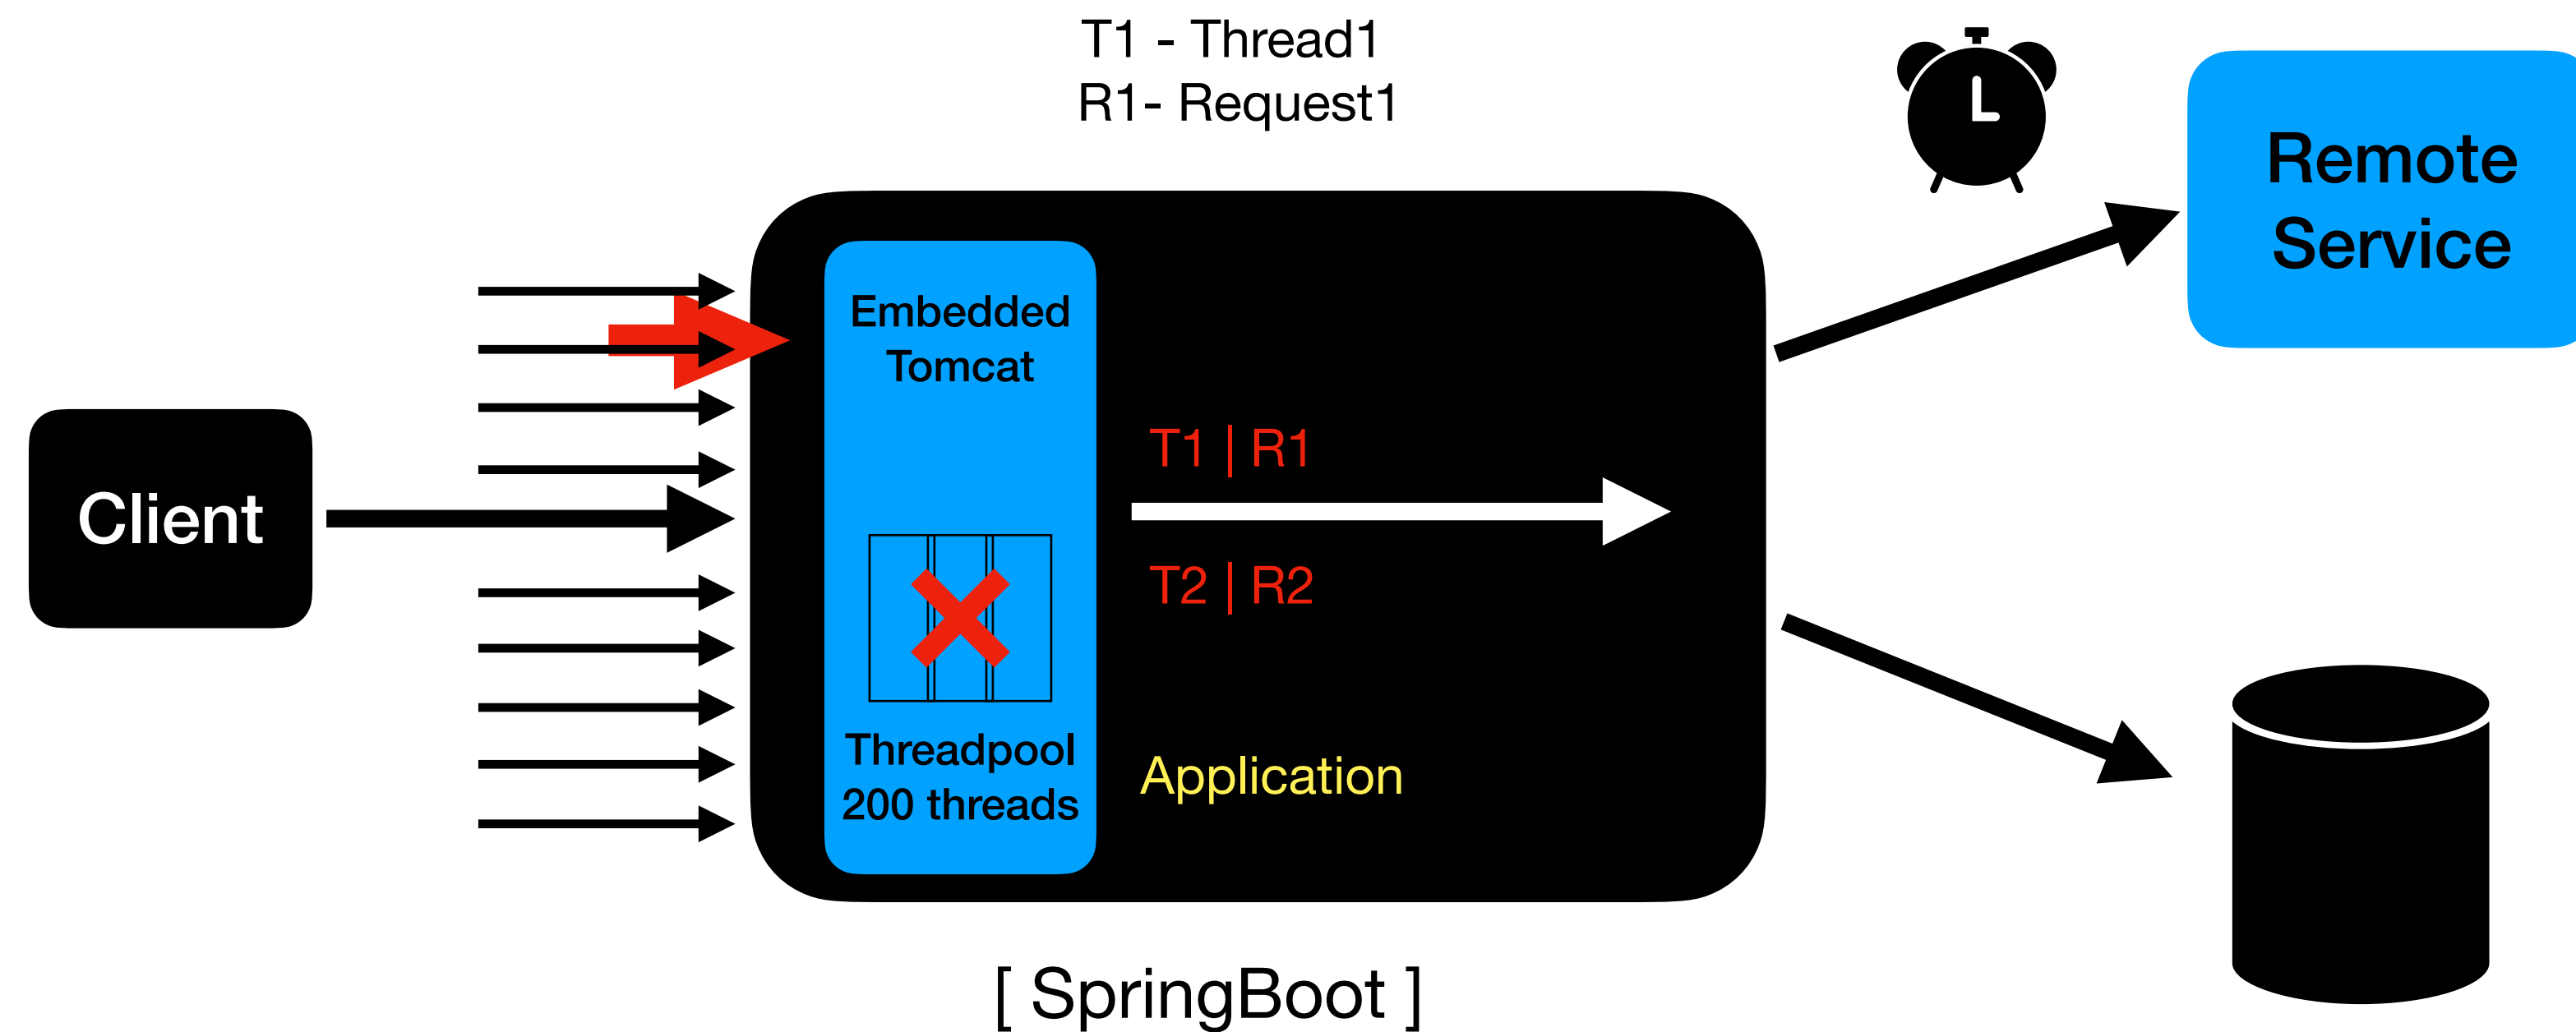 T1 - Thread1
R1- Request1
Remote
Service
Embedded
Tomcat
T1 | R1
Client
T2 | R2
Threadpool
200 threads
Application
[ SpringBoot ]